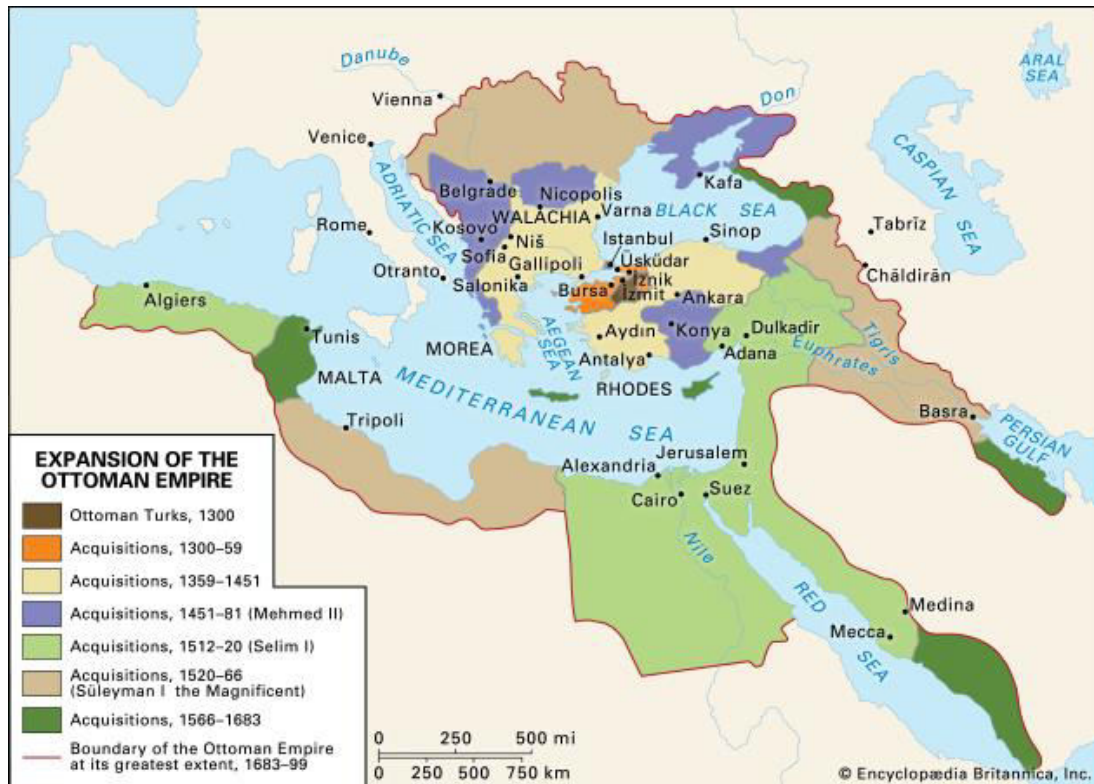 Danube
Vienna
Don
ARAL
SEA
Venice
CASPIAN
SEA
ADRIATIC SEA
Belgrade
Nicopolis
Kafa
WALACHIA
Varna
BLACK SEA
Rome
Kosovo
Niš
Istanbul
Sinop
Tabrīz
Sofia
Üsküdar
Otranto
Gallipoli
Chāldirān
Salonika
İznik
Algiers
Bursa
İzmit
Ankara
Tunis
AEGEAN
SEA
Aydın
Konya
Dulkadir
Tigris
MOREA
Antalya
Adana
Euphrates
MALTA
MEDITERRANEAN SEA
RHODES
Tripoli
Basra
PERSIAN
GULF
Jerusalem
Alexandria
Cairo
Suez
Nile
RED
SEA
Medina
Mecca
EXPANSION OF THE
OTTOMAN EMPIRE
Ottoman Turks, 1300
Acquisitions, 1300–59
Acquisitions, 1359–1451
Acquisitions, 1451–81 (Mehmed II)
Acquisitions, 1512–20 (Selim I)
Acquisitions, 1520–66
(Süleyman I the Magnificent)
Acquisitions, 1566–1683
Boundary of the Ottoman Empire
at its greatest extent, 1683–99
0 250 500 mi
0 250 500 750 km
© Encyclopædia Britannica, Inc.